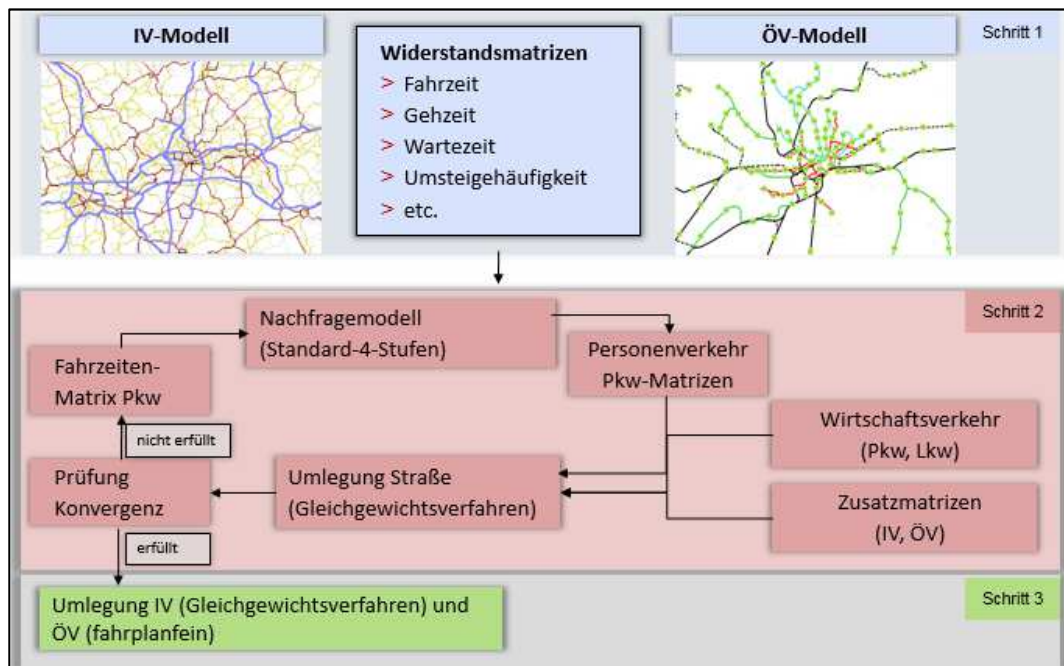 IV-Modell
Widerstandsmatrizen
> Fahrzeit
> Gehzeit
> Wartezeit
> Umsteigehäufigkeit
> etc.
ÖV-Modell
Schritt 1
Schritt 2
Nachfragemodell
(Standard-4-Stufen)
Personenverkehr
Pkw-Matrizen
Fahrzeiten-
Matrix Pkw
nicht erfüllt
Wirtschaftsverkehr
(Pkw, Lkw)
Prüfung
Konvergenz
Umlegung Straße
(Gleichgewichtsverfahren)
Zusatzmatrizen
(IV, ÖV)
erfüllt
Schritt 3
Umlegung IV (Gleichgewichtsverfahren) und
ÖV (fahrplanfein)